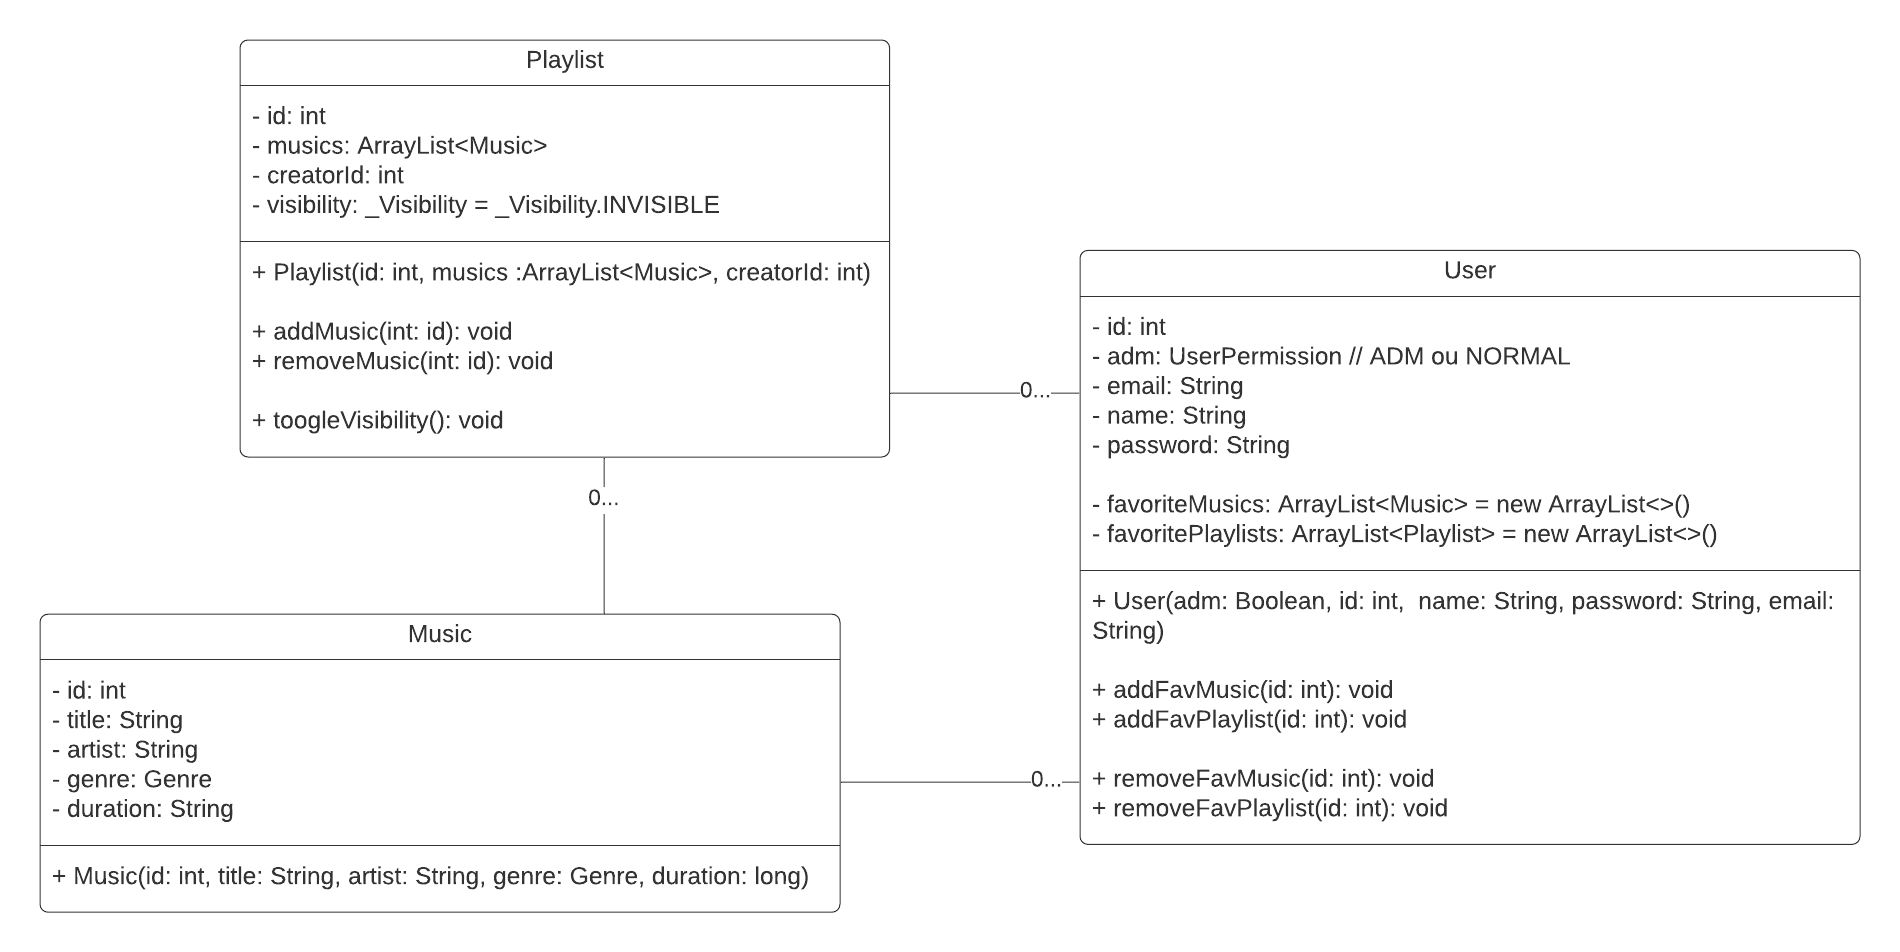 Playlist
- id: int
- musics: ArrayList<Music>
- creatorId: int
- visibility: _Visibility = _Visibility.INVISIBLE
+ Playlist(id: int, musics :ArrayList<Music>, creatorId: int)
+ addMusic(int: id): void
+ removeMusic(int: id): void
+ toogleVisibility(): void
0...
0...
User
- id: int
- adm: UserPermission // ADM ou NORMAL
- email: String
- name: String
- password: String
- favoriteMusics: ArrayList<Music> = new ArrayList<>()
- favoritePlaylists: ArrayList<Playlist> = new ArrayList<>()
+ User(adm: Boolean, id: int,  name: String, password: String, email:
String)
+ addFavMusic(id: int): void
+ addFavPlaylist(id: int): void
+ removeFavMusic(id: int): void
+ removeFavPlaylist(id: int): void
Music
- id: int
- title: String
- artist: String
- genre: Genre
- duration: String
+ Music(id: int, title: String, artist: String, genre: Genre, duration: long)
0...